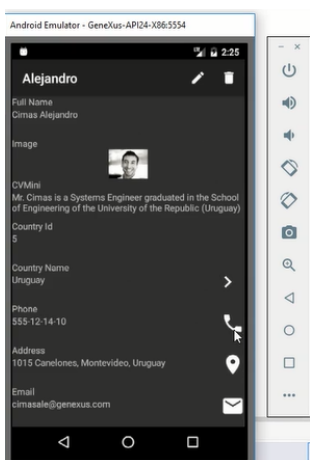 Android Emulator - GeneXus-API24-X86:5554
2:25
Alejandro
Full Name
Cimas Alejandro
Image
CVMini
Mr. Cimas is a Systems Engineer graduated in the School
of Engineering of the University of the Republic (Uruguay)
Country Id
5
Country Name
Uruguay
Phone
555-12-14-10
Address
1015 Canelones, Montevideo, Uruguay
Email
cimasale@genexus.com